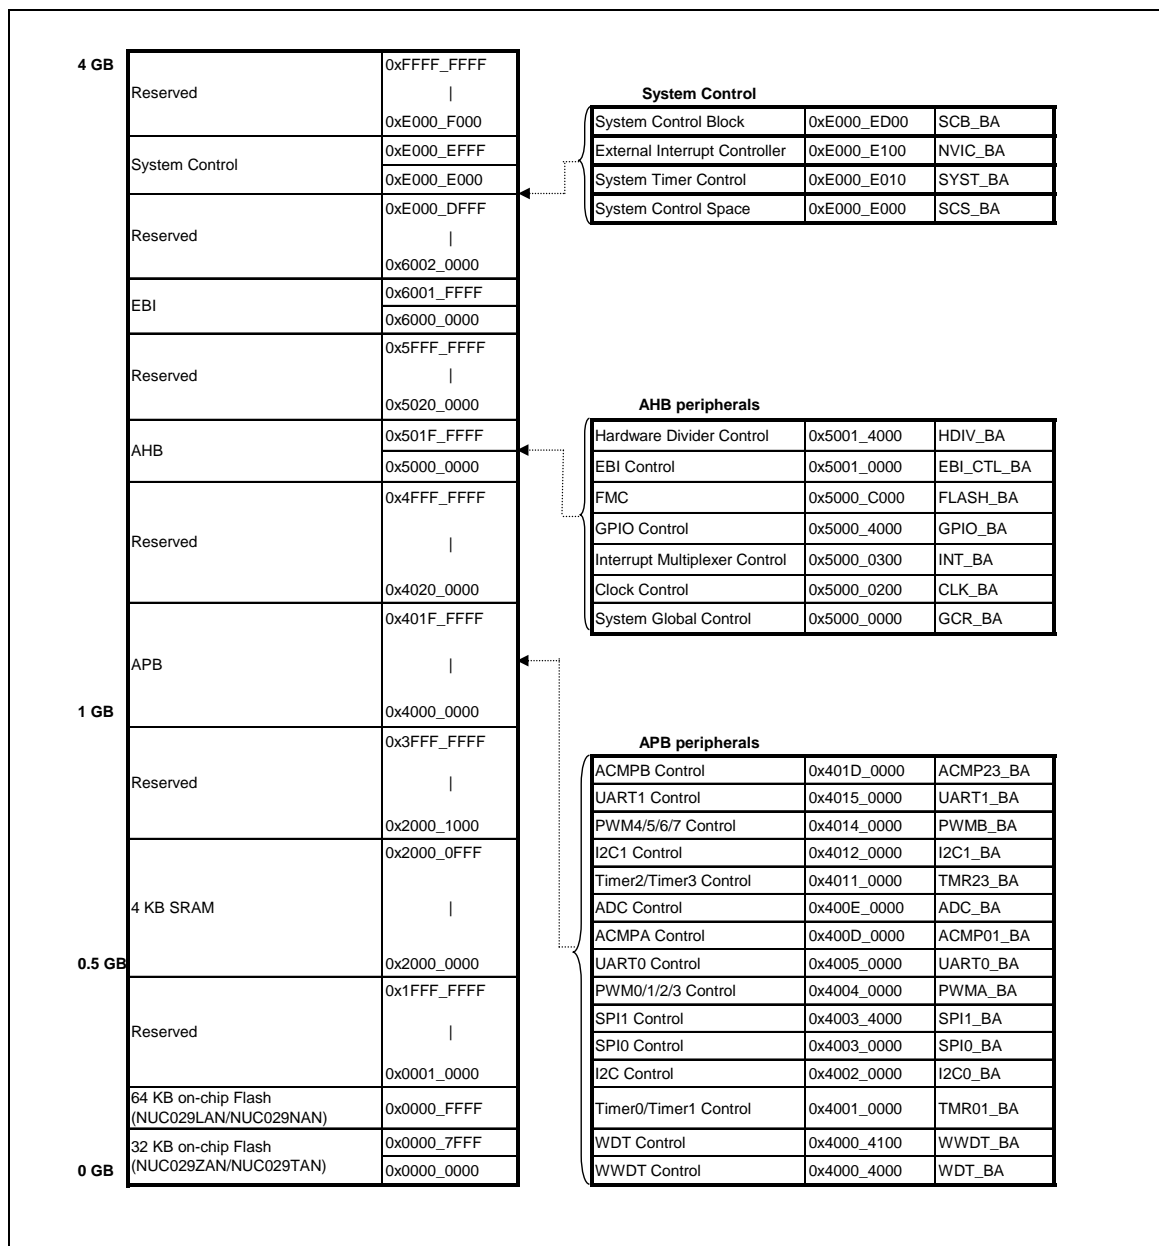 4 GB
0xFFFF_FFFF
Reserved
|
0xE000_F000
System Control
0xE000_EFFF
0xE000_E000
0xE000_DFFF
Reserved
|
0x6002_0000
EBI
0x6001_FFFF
0x6000_0000
0x5FFF_FFFF
Reserved
|
0x5020_0000
AHB
0x501F_FFFF
0x5000_0000
0x4FFF_FFFF
Reserved
|
0x4020_0000
0x401F_FFFF
APB
|
1 GB
0x4000_0000
0x3FFF_FFFF
Reserved
|
0x2000_1000
0x2000_0FFF
4 KB SRAM
|
0.5 GB
0x2000_0000
0x1FFF_FFFF
Reserved
|
0x0001_0000
64 KB on-chip Flash
(NUC029LAN/NUC029NAN)
0x0000_FFFF
32 KB on-chip Flash
(NUC029ZAN/NUC029TAN)
0x0000_7FFF
0 GB
0x0000_0000
System Control
System Control Block 0xE000_ED00 SCB_BA
External Interrupt Controller 0xE000_E100 NVIC_BA
System Timer Control 0xE000_E010 SYST_BA
System Control Space 0xE000_E000 SCS_BA
AHB peripherals
Hardware Divider Control 0x5001_4000 HDIV_BA
EBI Control 0x5001_0000 EBI_CTL_BA
FMC 0x5000_C000 FLASH_BA
GPIO Control 0x5000_4000 GPIO_BA
Interrupt Multiplexer Control 0x5000_0300 INT_BA
Clock Control 0x5000_0200 CLK_BA
System Global Control 0x5000_0000 GCR_BA
APB peripherals
ACMPB Control 0x401D_0000 ACMP23_BA
UART1 Control 0x4015_0000 UART1_BA
PWM4/5/6/7 Control 0x4014_0000 PWMB_BA
I2C1 Control 0x4012_0000 I2C1_BA
Timer2/Timer3 Control 0x4011_0000 TMR23_BA
ADC Control 0x400E_0000 ADC_BA
ACMPA Control 0x400D_0000 ACMP01_BA
UART0 Control 0x4005_0000 UART0_BA
PWM0/1/2/3 Control 0x4004_0000 PWMA_BA
SPI1 Control 0x4003_4000 SPI1_BA
SPI0 Control 0x4003_0000 SPI0_BA
I2C Control 0x4002_0000 I2C0_BA
Timer0/Timer1 Control 0x4001_0000 TMR01_BA
WDT Control 0x4000_4100 WWDT_BA
WWDT Control 0x4000_4000 WDT_BA